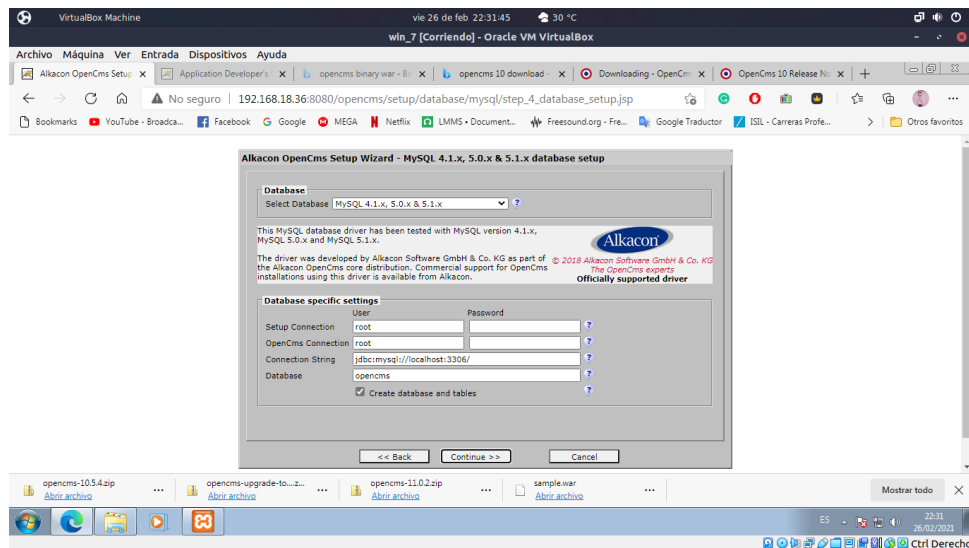 VirtualBox Machine
vie 26 de feb 22:31:45
30 °C
win_7 [Corriendo] - Oracle VM VirtualBox
Archivo Máquina Ver Entrada Dispositivos Ayuda
Alkacon OpenCms Setup
Application Developer's
opencms binary war - Bi
opencms 10 download -
Downloading - OpenCm
OpenCms 10 Release No
No seguro | 192.168.18.36:8080/opencms/setup/database/mysql/step_4_database_setup.jsp
Bookmarks
YouTube - Broadca...
Facebook
Google
MEGA
Netflix
LMMS • Document...
Freesound.org - Fre...
Google Traductor
ISIL - Carreras Profe...
Otros favoritos
Alkacon OpenCms Setup Wizard - MySQL 4.1.x, 5.0.x & 5.1.x database setup
Database
Select Database MySQL 4.1.x, 5.0.x & 5.1.x
This MySQL database driver has been tested with MySQL version 4.1.x,
MySQL 5.0.x and MySQL 5.1.x.
The driver was developed by Alkacon Software GmbH & Co. KG as part of
the Alkacon OpenCms core distribution. Commercial support for OpenCms
installations using this driver is available from Alkacon.
Alkacon
© 2018 Alkacon Software GmbH & Co. KG
The OpenCms experts
Officially supported driver
Database specific settings
User Password
Setup Connection root
OpenCms Connection root
Connection String jdbc:mysql://localhost:3306/
Database opencms
Create database and tables
<< Back
Continue >>
Cancel
opencms-10.5.4.zip
Abrir archivo
opencms-upgrade-to....z...
Abrir archivo
opencms-11.0.2.zip
Abrir archivo
sample.war
Abrir archivo
Mostrar todo
ES
22:31
26/02/2021
Ctrl Derecho